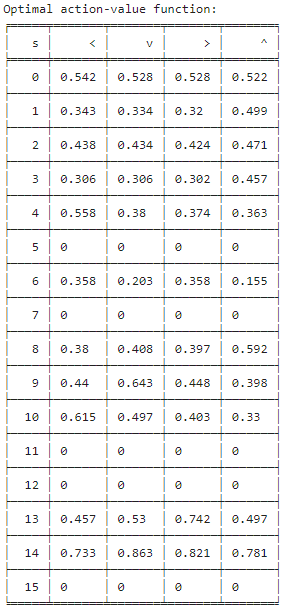 Optimal action-value function:
s < v > ^
0 0.542 0.528 0.528 0.522
1 0.343 0.334 0.32 0.499
2 0.438 0.434 0.424 0.471
3 0.306 0.306 0.302 0.457
4 0.558 0.38 0.374 0.363
5 0 0 0 0
6 0.358 0.203 0.358 0.155
7 0 0 0 0
8 0.38 0.408 0.397 0.592
9 0.44 0.643 0.448 0.398
10 0.615 0.497 0.403 0.33
11 0 0 0 0
12 0 0 0 0
13 0.457 0.53 0.742 0.497
14 0.733 0.863 0.821 0.781
15 0 0 0 0